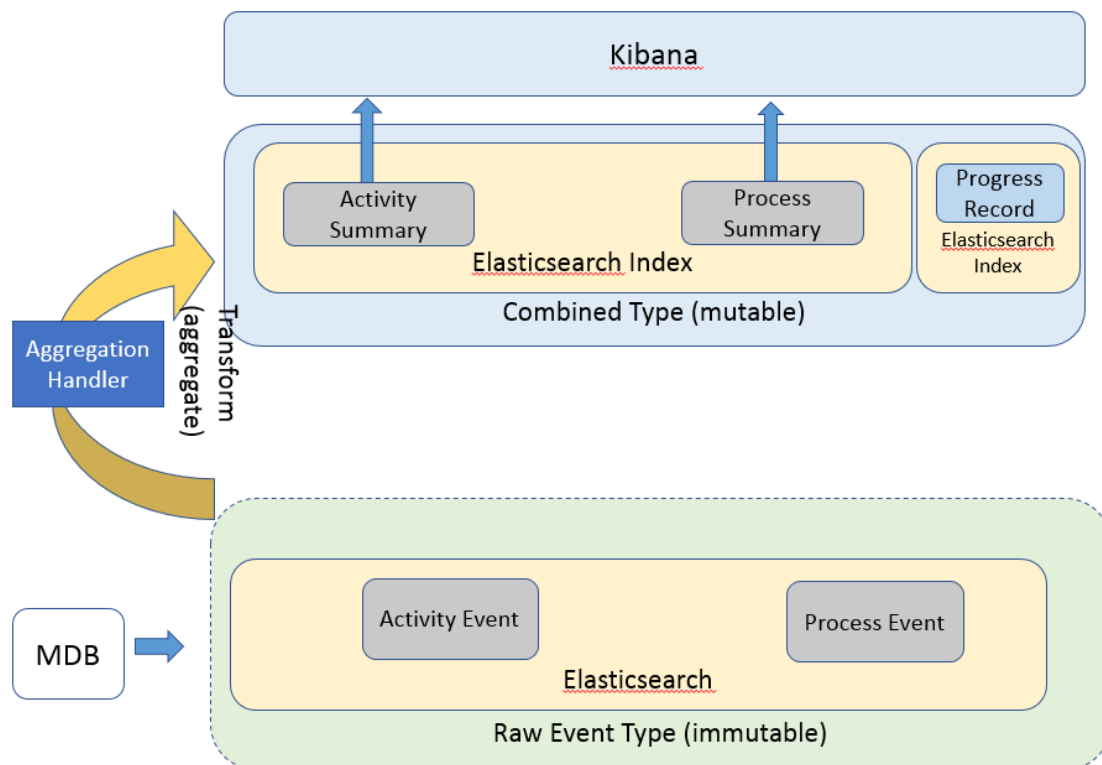 Kibana
Activity
Summary
Process
Summary
Progress
Record
Elasticsearch
Index
Elasticsearch Index
Combined Type (mutable)
Transform
(aggregate)
Aggregation
Handler
Activity Event
Process Event
MDB
Elasticsearch
Raw Event Type (immutable)